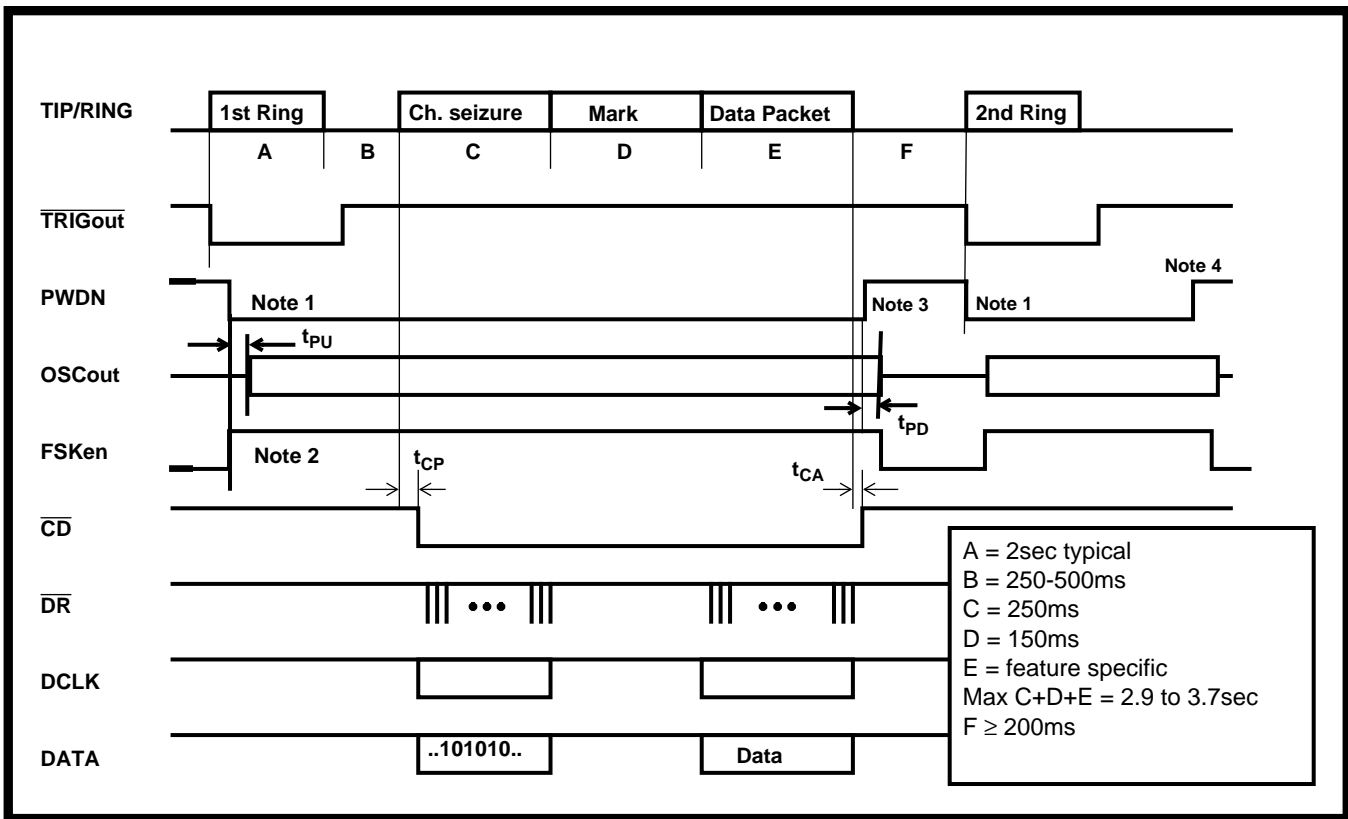 TIP/RING 1st Ring Ch. seizure Mark Data Packet 2nd Ring
A B C D E F
TRIGout
Note 4
PWDN Note 1 Note 3 Note 1
tPU
OSCout
tPD
FSKen Note 2 tCP tCA
CD
A = 2sec typical
B = 250-500ms
C = 250ms
D = 150ms
E = feature specific
Max C+D+E = 2.9 to 3.7sec
F ≥ 200ms
DR
DCLK
DATA ..101010.. Data